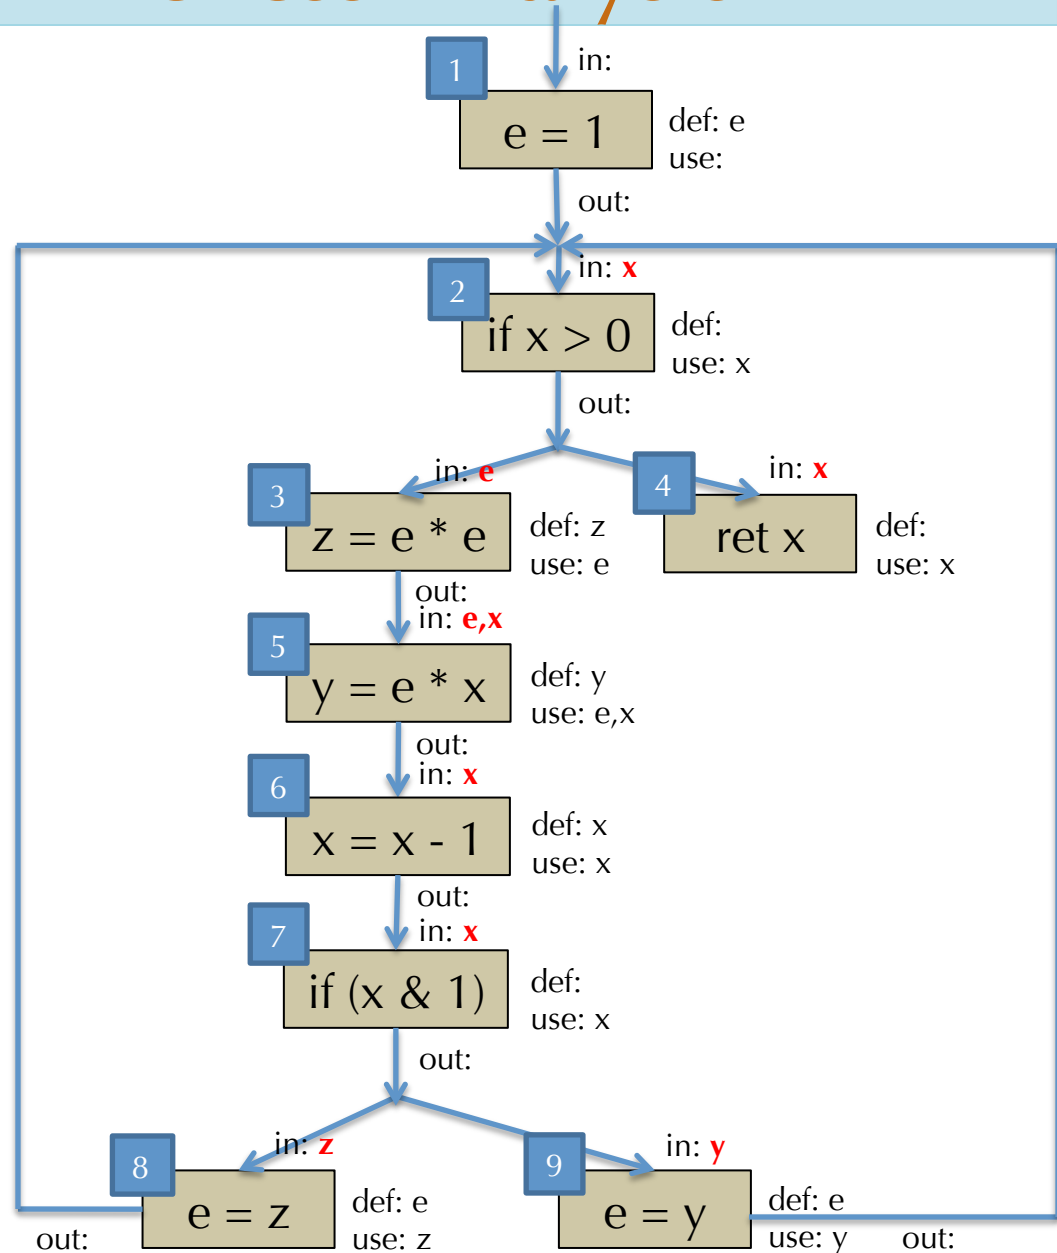 1
in:
e = 1
def: e
use:
out:
in: x
2
if x > 0
def:
use: x
out:
in: e
3
z = e * e
def: z
use: e
in: x
4
ret x
def:
use: x
out:
in: e,x
5
y = e * x
def: y
use: e,x
out:
in: x
6
x = x - 1
def: x
use: x
out:
in: x
7
if (x & 1)
def:
use: x
out:
in: z
8
e = z
def: e
use: z
out:
in: y
9
e = y
def: e
use: y
out: